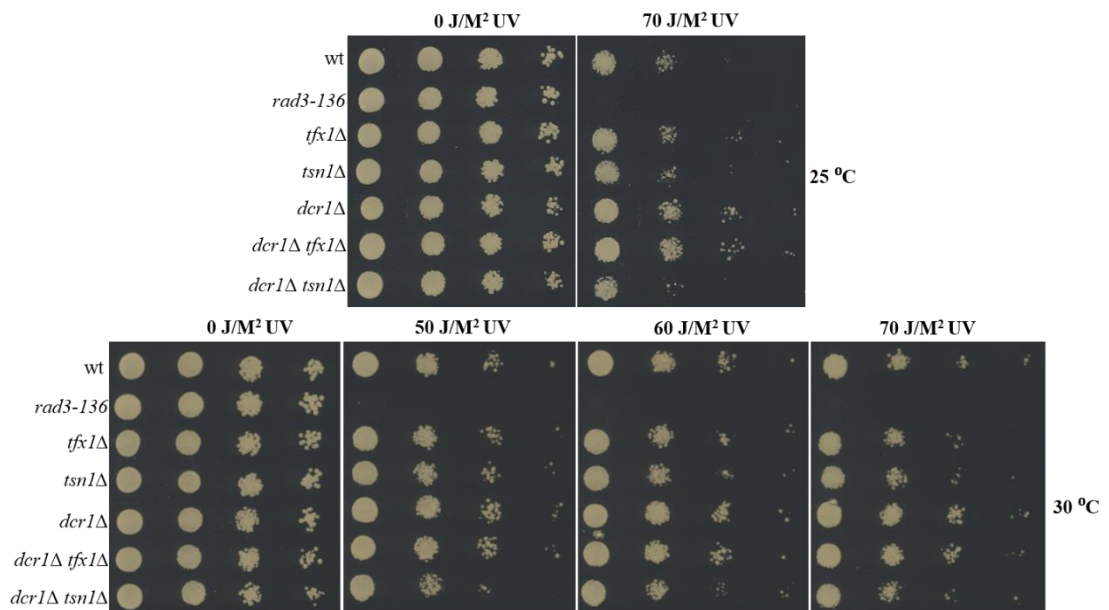 0 J/M² UV 70 J/M² UV
wt
rad3-136
tfx1Δ
tsn1Δ
dcr1Δ
dcr1Δ tfx1Δ
dcr1Δ tsn1Δ
25 ⁰C
0 J/M² UV 50 J/M² UV 60 J/M² UV 70 J/M² UV
wt
rad3-136
tfx1Δ
tsn1Δ
dcr1Δ
dcr1Δ tfx1Δ
dcr1Δ tsn1Δ
30 ⁰C